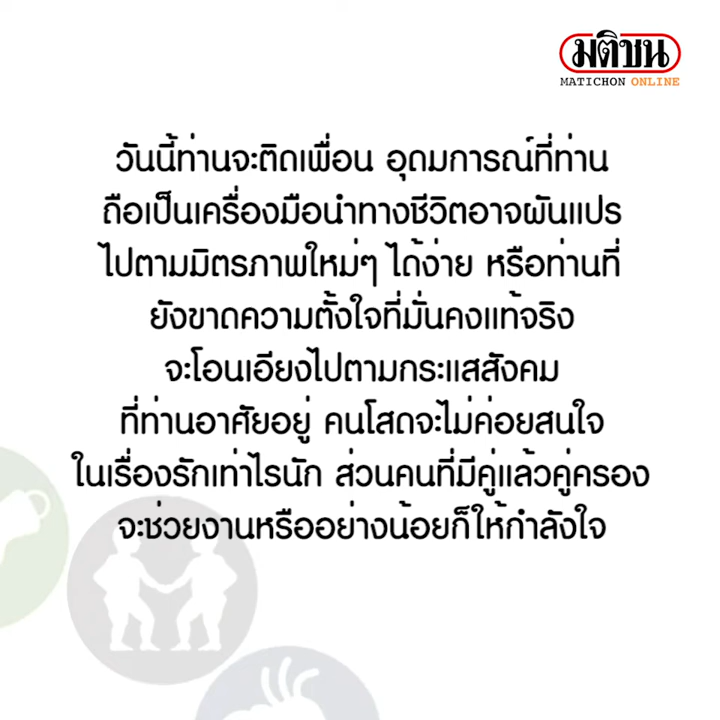 มติชน
MATICHON ONLINE
วันนี้ท่านจะติดเพื่อน อุดมการณ์ที่ท่าน
ถือเป็นเครื่องมือนำทางชีวิตอาจผันแปร
ไปตามมิตรภาพใหม่ๆ ได้ง่าย หรือท่านที่
ยังขาดความตั้งใจที่มั่นคงแท้จริง
จะโอนเอียงไปตามกระแสสังคม
ที่ท่านอาศัยอยู่ คนโสดจะไม่ค่อยสนใจ
ในเรื่องรักเท่าไรนัก ส่วนคนที่มีคู่แล้วคู่ครอง
จะช่วยงานหรืออย่างน้อยก็ให้กำลังใจ